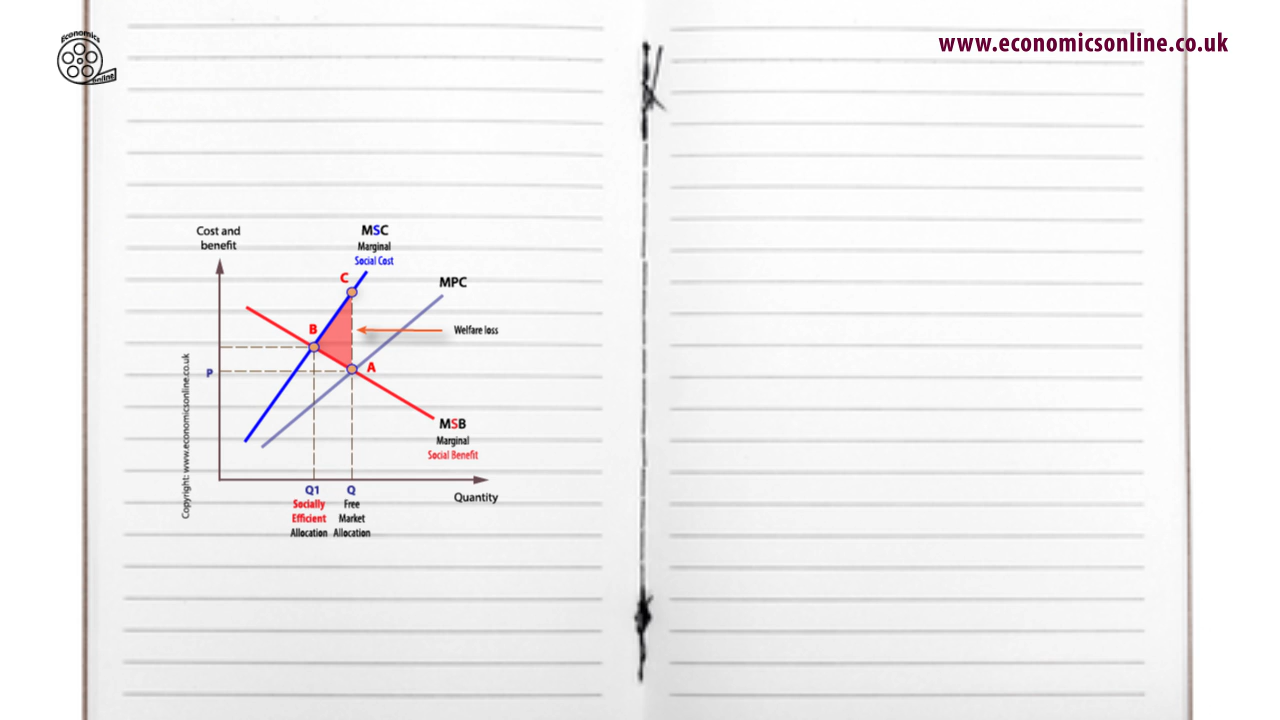 Economics
Online
www.economicsonline.co.uk
Cost and
benefit
MSC
Marginal
Social Cost
C
MPC
B
Welfare loss
P
A
MSB
Marginal
Social Benefit
Copyright: www.economicsonline.co.uk
Q1
Socially
Efficient
Allocation
Q
Free
Market
Allocation
Quantity